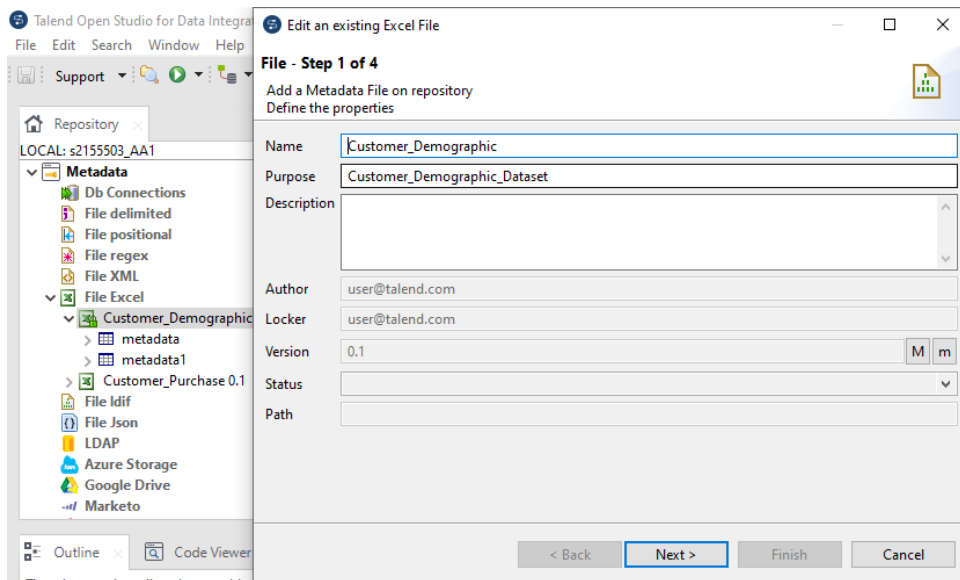 Talend Open Studio for Data Integra
File Edit Search Window Help
Support
Repository
LOCAL: s2155503_AA1
Metadata
Db Connections
File delimited
File positional
File regex
File XML
File Excel
Customer_Demographic
metadata
metadata1
Customer_Purchase 0.1
File ldif
File Json
LDAP
Azure Storage
Google Drive
Marketo
Outline
Code Viewer
Edit an existing Excel File
File - Step 1 of 4
Add a Metadata File on repository
Define the properties
Name Customer_Demographic
Purpose Customer_Demographic_Dataset
Description
Author user@talend.com
Locker user@talend.com
Version 0.1 M m
Status
Path
< Back Next > Finish Cancel